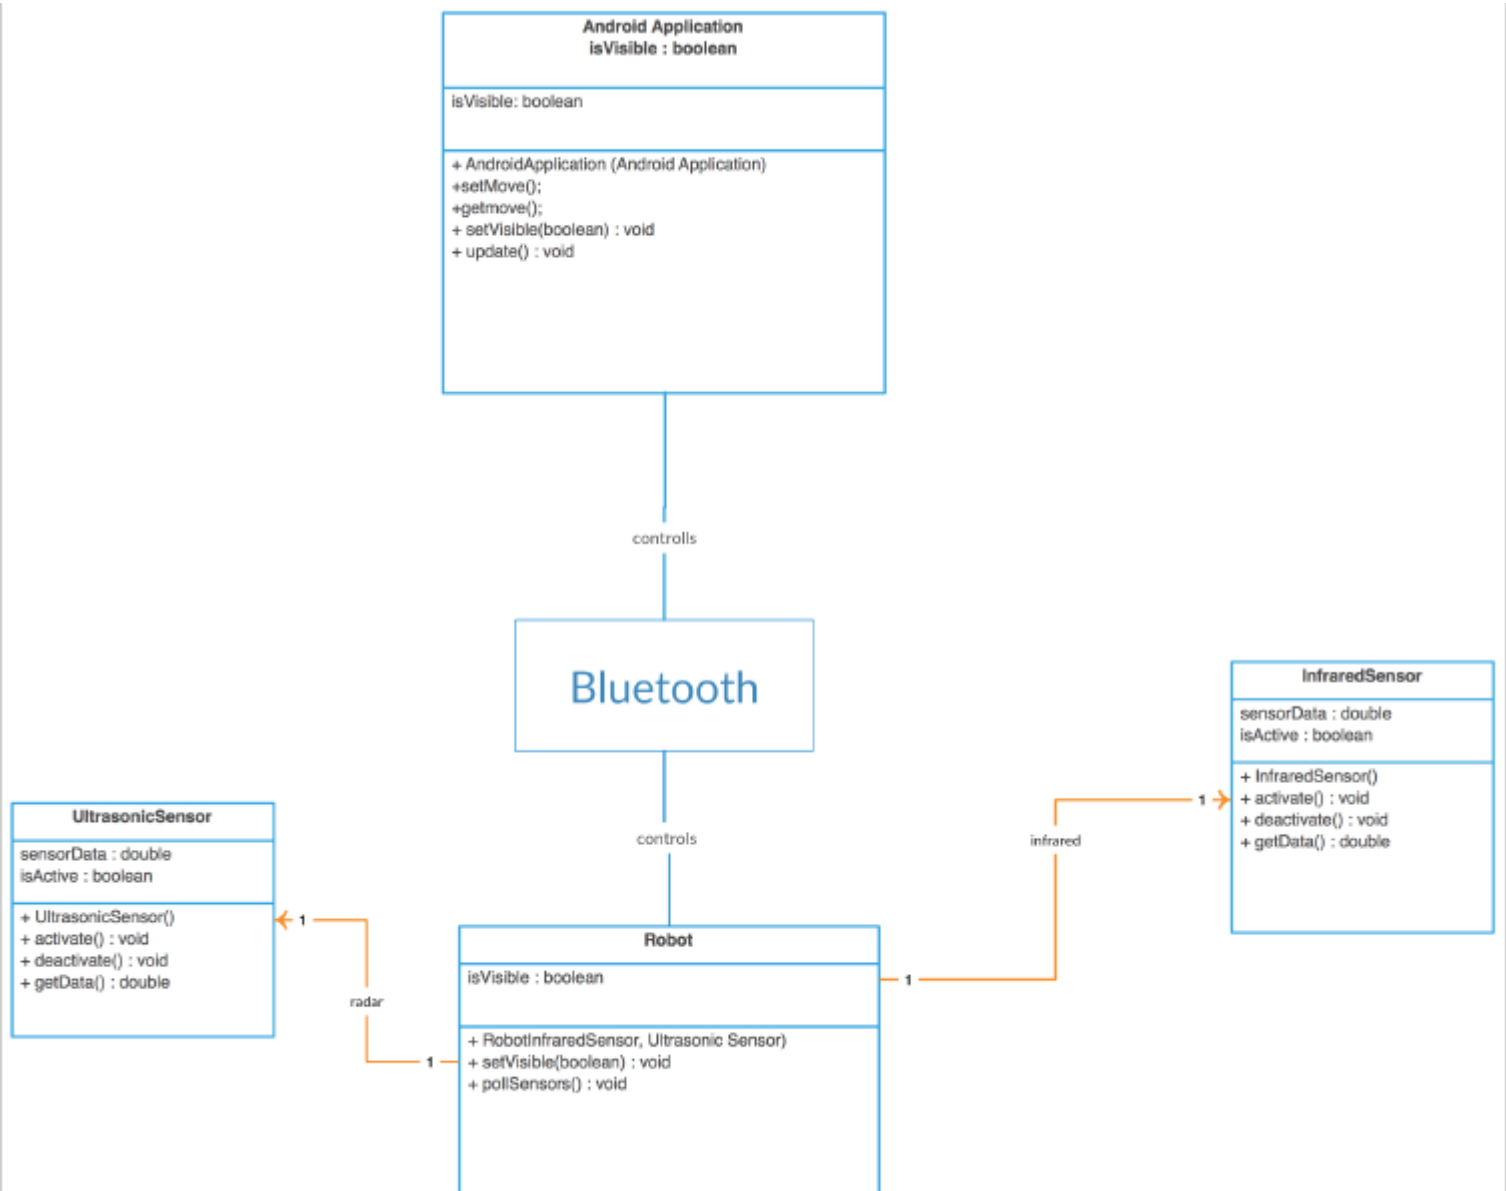 Android Application
isVisible : boolean
isVisible: boolean
+ AndroidApplication (Android Application)
+setMove();
+getmove();
+ setVisible(boolean) : void
+ update() : void
controlls
Bluetooth
controls
InfraredSensor
sensorData : double
isActive : boolean
+ InfraredSensor()
+ activate() : void
+ deactivate() : void
+ getData() : double
1
infrared
1
UltrasonicSensor
sensorData : double
isActive : boolean
+ UltrasonicSensor()
+ activate() : void
+ deactivate() : void
+ getData() : double
1
radar
1
Robot
isVisible : boolean
+ RobotInfraredSensor, Ultrasonic Sensor)
+ setVisible(boolean) : void
+ pollSensors() : void